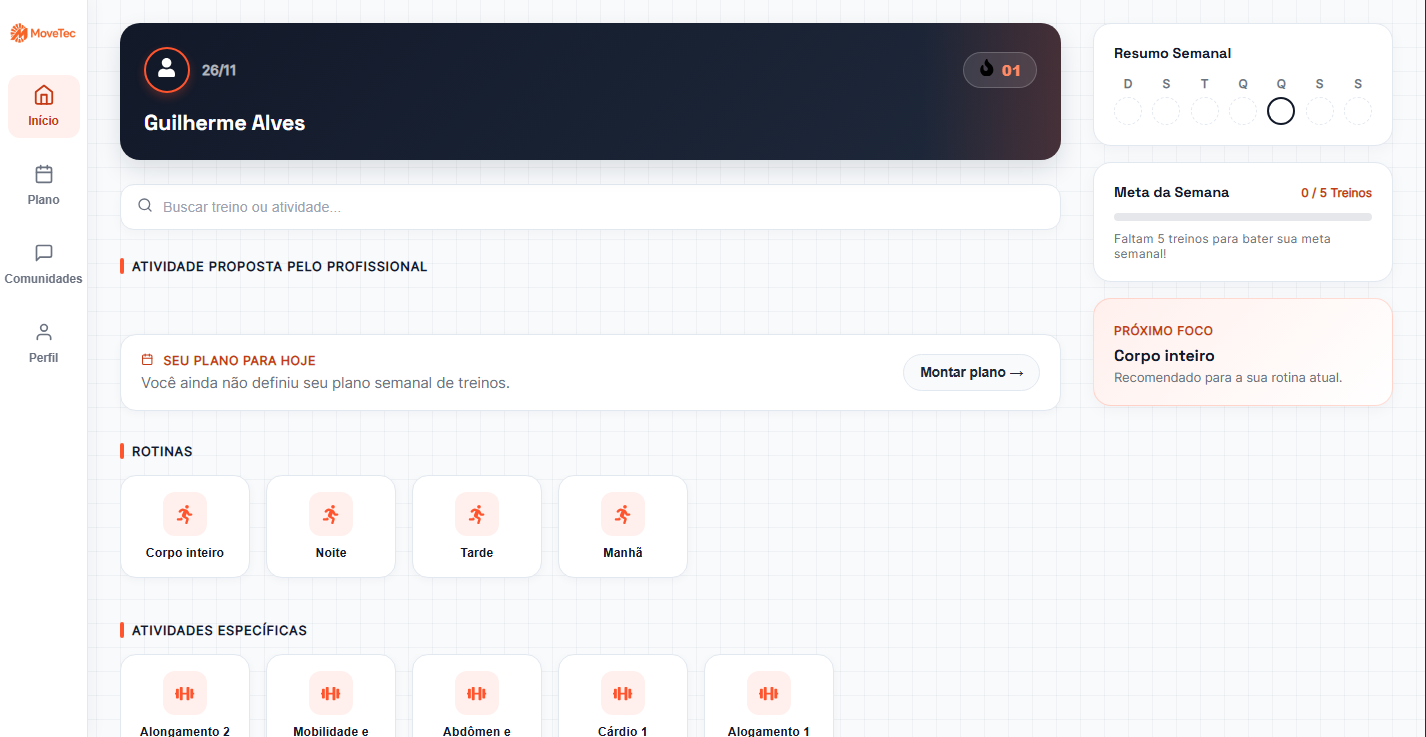 MoveTec
Início
Plano
Comunidades
Perfil
26/11
01
Guilherme Alves
Buscar treino ou atividade...
ATIVIDADE PROPOSTA PELO PROFISSIONAL
SEU PLANO PARA HOJE
Você ainda não definiu seu plano semanal de treinos.
Montar plano →
ROTINAS
Corpo inteiro
Noite
Tarde
Manhã
ATIVIDADES ESPECÍFICAS
Alongamento 2
Mobilidade e
Abdômen e
Cárdio 1
Alogamento 1
Resumo Semanal
D S T Q Q S S
Meta da Semana
0 / 5 Treinos
Faltam 5 treinos para bater sua meta
semanal!
PRÓXIMO FOCO
Corpo inteiro
Recomendado para a sua rotina atual.